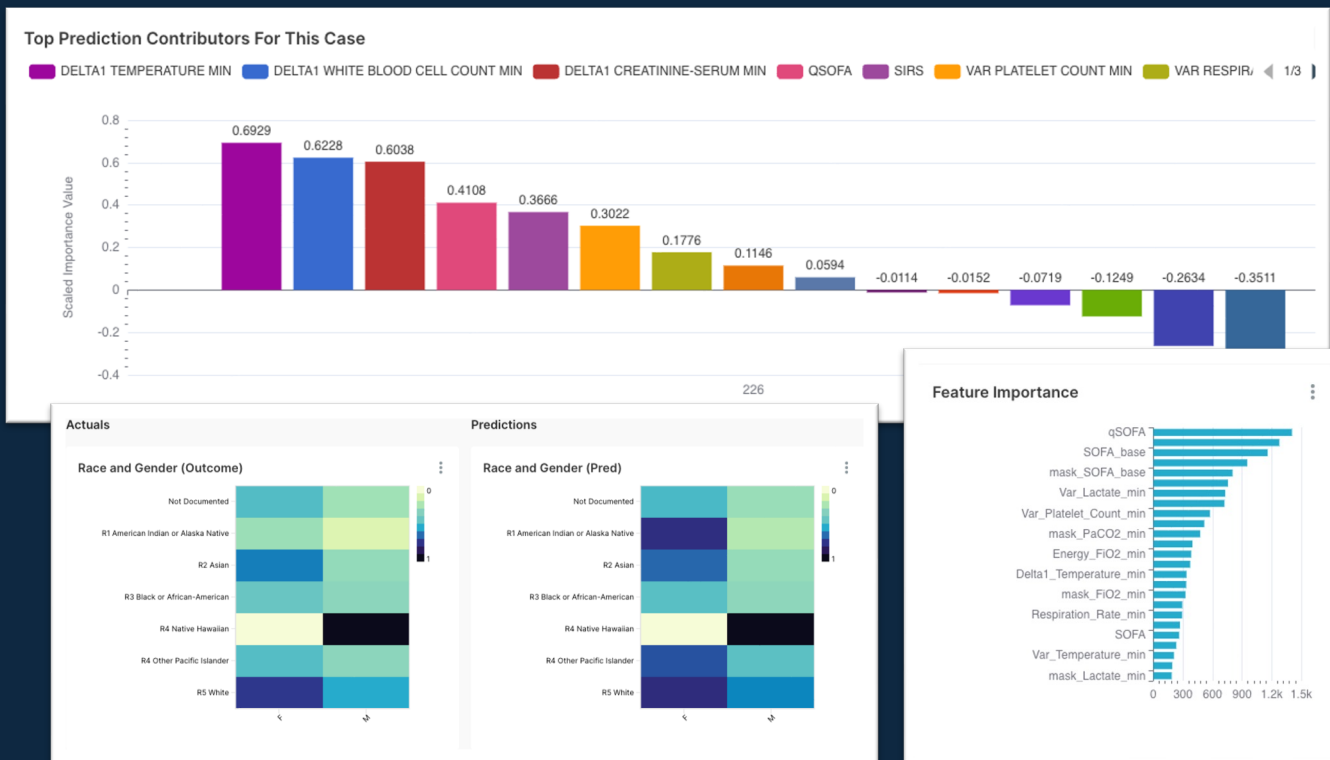 Top Prediction Contributors For This Case
DELTA1 TEMPERATURE MIN DELTA1 WHITE BLOOD CELL COUNT MIN DELTA1 CREATININE-SERUM MIN QSOFA SIRS VAR PLATELET COUNT MIN VAR RESPIR 1/3
Scaled Importance Value
0.8
0.6
0.4
0.2
0
-0.2
-0.4
0.6929
0.6228
0.6038
0.4108
0.3666
0.3022
0.1776
0.1146
0.0594
-0.0114
-0.0152
-0.0719
-0.1249
-0.2634
-0.3511
226
Actuals
Race and Gender (Outcome)
Not Documented
R1 American Indian or Alaska Native
R2 Asian
R3 Black or African-American
R4 Native Hawaiian
R4 Other Pacific Islander
R5 White
F M
0
1
Predictions
Race and Gender (Pred)
Not Documented
R1 American Indian or Alaska Native
R2 Asian
R3 Black or African-American
R4 Native Hawaiian
R4 Other Pacific Islander
R5 White
F M
0
1
Feature Importance
qSOFA
SOFA_base
mask_SOFA_base
Var_Lactate_min
Var_Platelet_Count_min
mask_PaCO2_min
Energy_FiO2_min
Delta1_Temperature_min
mask_FiO2_min
Respiration_Rate_min
SOFA
Var_Temperature_min
mask_Lactate_min
0 300 600 900 1.2k 1.5k